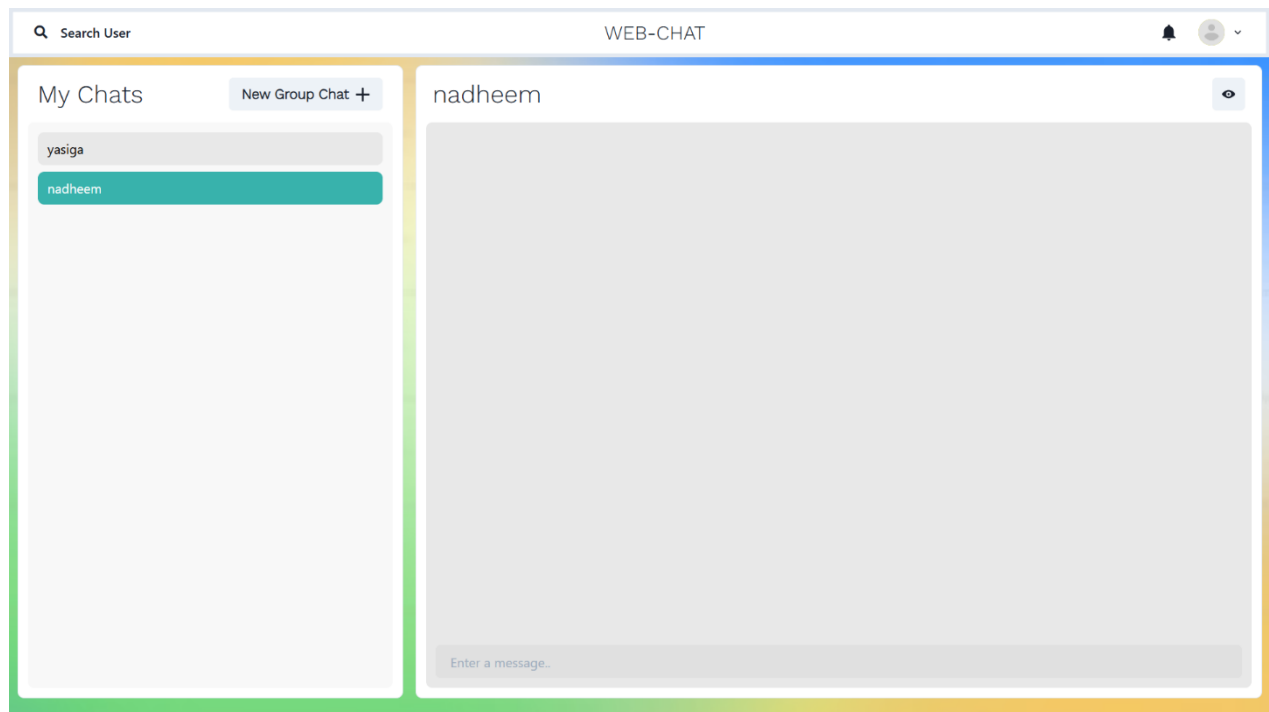 Search User
WEB-CHAT
My Chats
New Group Chat +
yasiga
nadheem
nadheem
Enter a message..